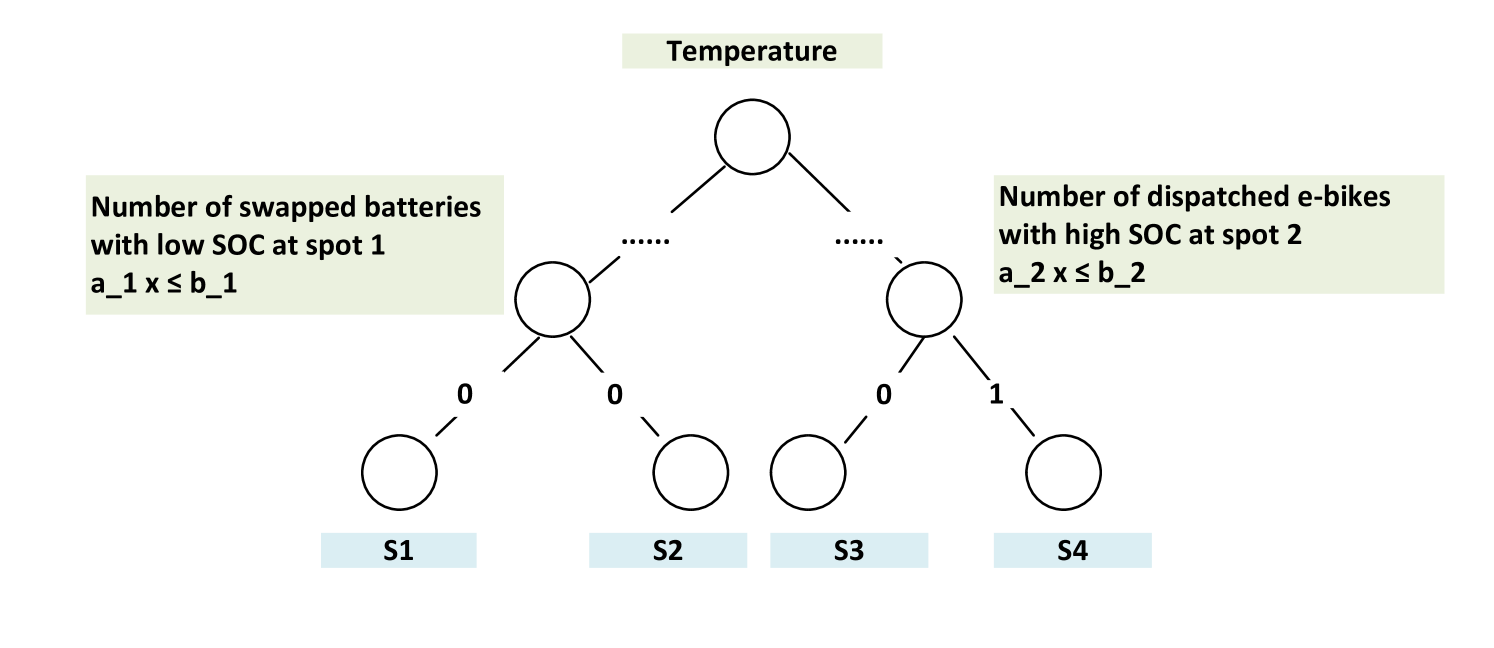 Temperature
Number of swapped batteries
with low SOC at spot 1
a_1 x ≤ b_1
Number of dispatched e-bikes
with high SOC at spot 2
a_2 x ≤ b_2
......
......
0
0
0
1
S1
S2
S3
S4